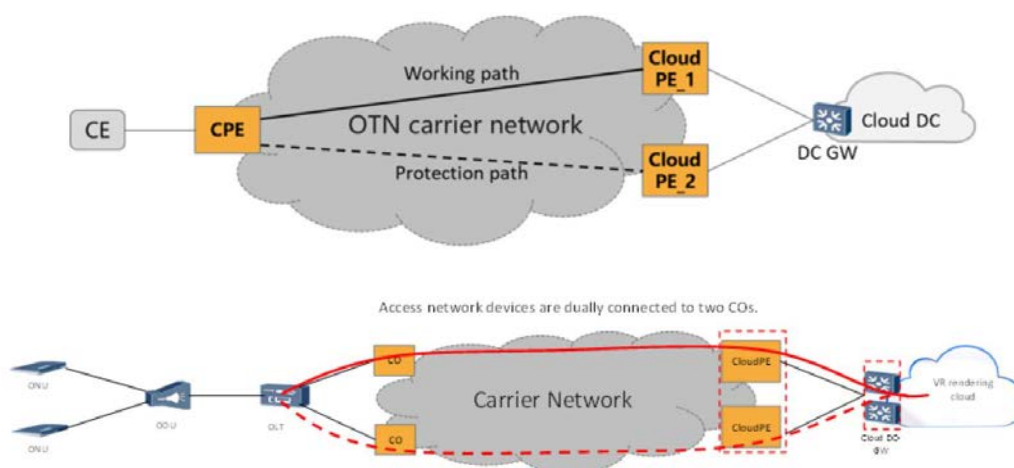 Cloud
PE_1
Working path
CE
CPE
OTN carrier network
Cloud DC
DC GW
Protection path
Cloud
PE_2
Access network devices are dually connected to two COs.
CO
CloudPE
ONU
ODU
OLT
Carrier Network
VR rendering
cloud
ONU
CO
CloudPE
Cloud DC
GW